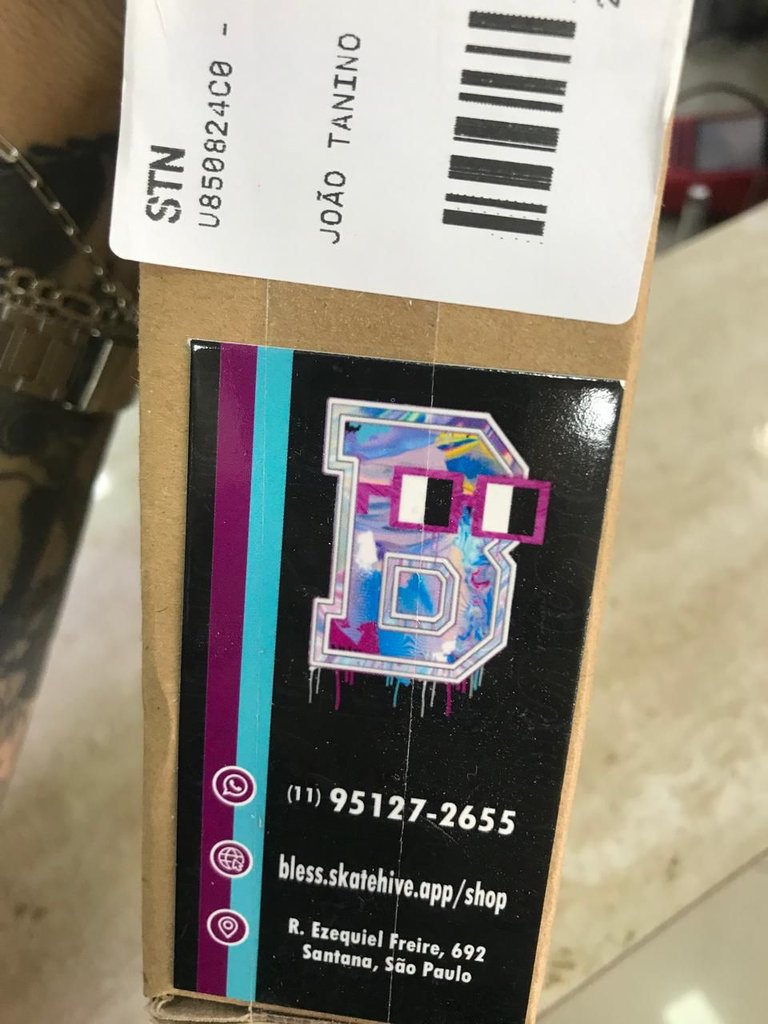 STN
U850824C0 -
JOÃO TANINO
B
(11) 95127-2655
bless.skatehive.app/shop
R. Ezequiel Freire, 692
Santana, São Paulo